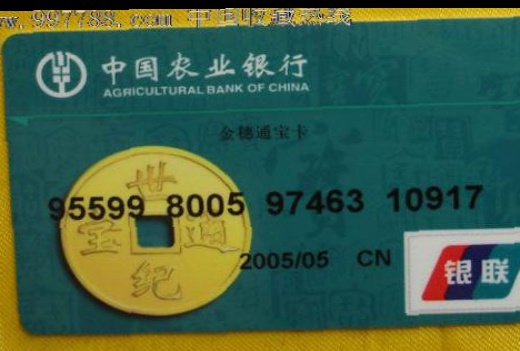 www.997788.com 中国收藏热线
中国农业银行
AGRICULTURAL BANK OF CHINA
金穗通宝卡
世
宝 通
纪
95599 8005 97463 10917
2005/05 CN
银联